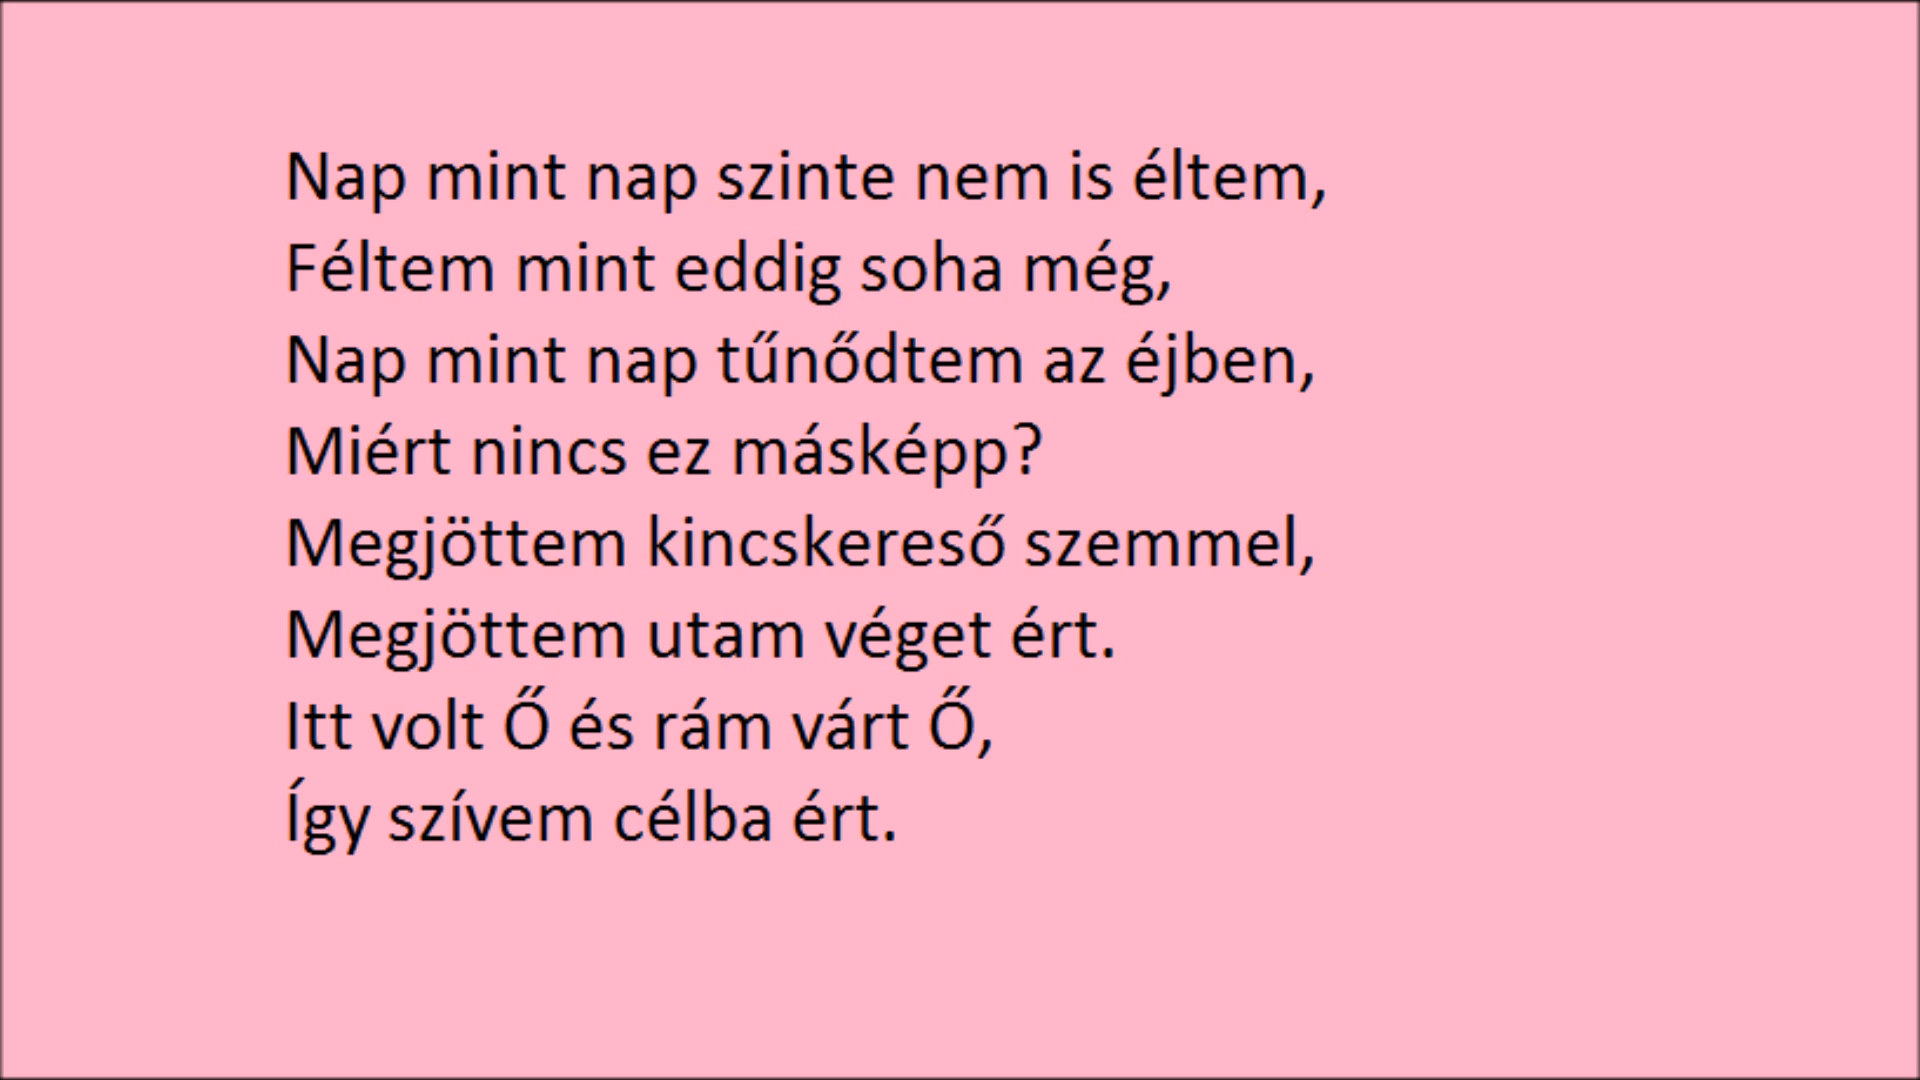 Nap mint nap szinte nem is éltem,
Féltem mint eddig soha még,
Nap mint nap tűnődtem az éjben,
Miért nincs ez másképp?
Megjöttem kincskereső szemmel,
Megjöttem utam véget ért.
Itt volt Ő és rám várt Ő,
Így szívem célba ért.